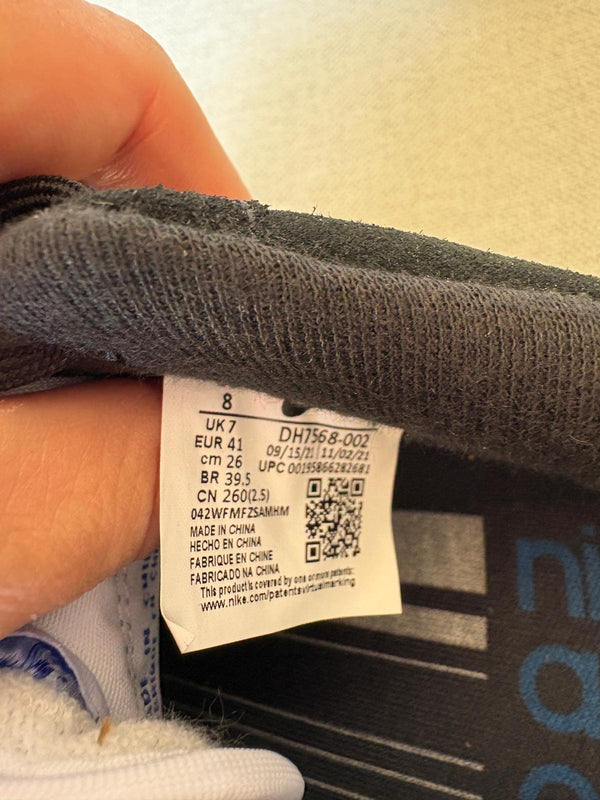 8
UK 7
EUR 41
cm 26
BR 39.5
CN 260(2.5)
DH7568-002
09/15/21 11/02/21
UPC 00195866282681
042WFMFZSAMHM
MADE IN CHINA
HECHO EN CHINA
FABRIQUE EN CHINE
FABRICADO NA CHINA
This product is covered by one or more patents:
www.nike.com/patentsvirtualmarking
ni